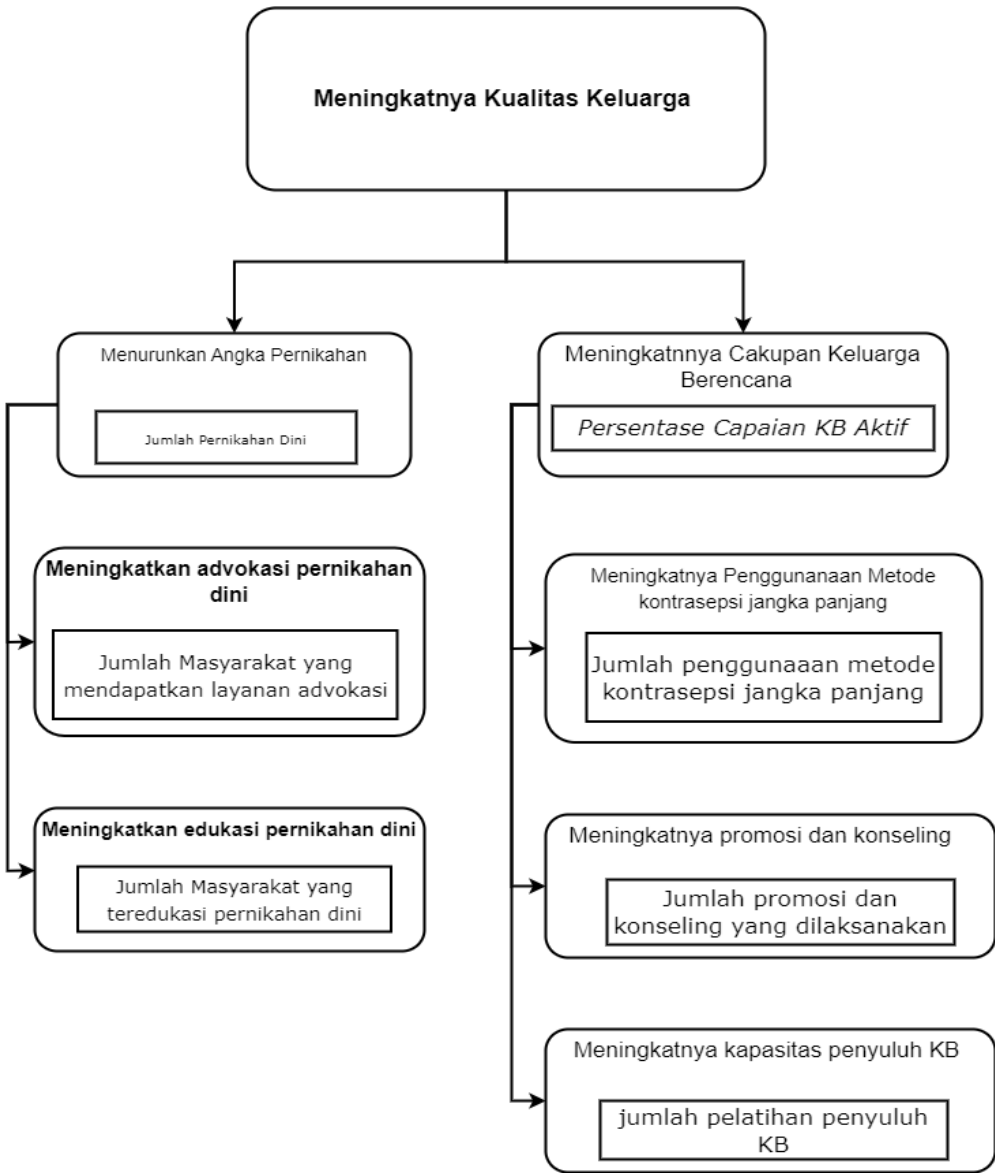 Meningkatnya Kualitas Keluarga
Menurunkan Angka Pernikahan
Jumlah Pernikahan Dini
Meningkatkan advokasi pernikahan
dini
Jumlah Masyarakat yang
mendapatkan layanan advokasi
Meningkatkan edukasi pernikahan dini
Jumlah Masyarakat yang
teredukasi pernikahan dini
Meningkatnnya Cakupan Keluarga
Berencana
Persentase Capaian KB Aktif
Meningkatnya Penggunanaan Metode
kontrasepsi jangka panjang
Jumlah penggunaaan metode
kontrasepsi jangka panjang
Meningkatnya promosi dan konseling
Jumlah promosi dan
konseling yang dilaksanakan
Meningkatnya kapasitas penyuluh KB
jumlah pelatihan penyuluh
KB